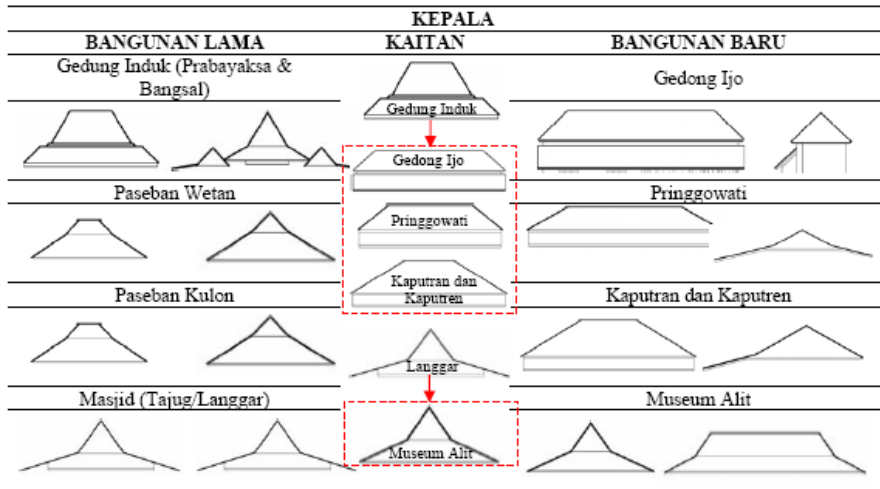 KEPALA
BANGUNAN LAMA
KAITAN
BANGUNAN BARU
Gedung Induk (Prabayaksa &
Bangsal)
Gedung Induk
Gedong Ijo
Gedong Ijo
Paseban Wetan
Pringgowati
Pringgowati
Paseban Kulon
Kaputran dan
Kaputren
Kaputran dan Kaputren
Langgar
Masjid (Tajug/Langgar)
Museum Alit
Museum Alit